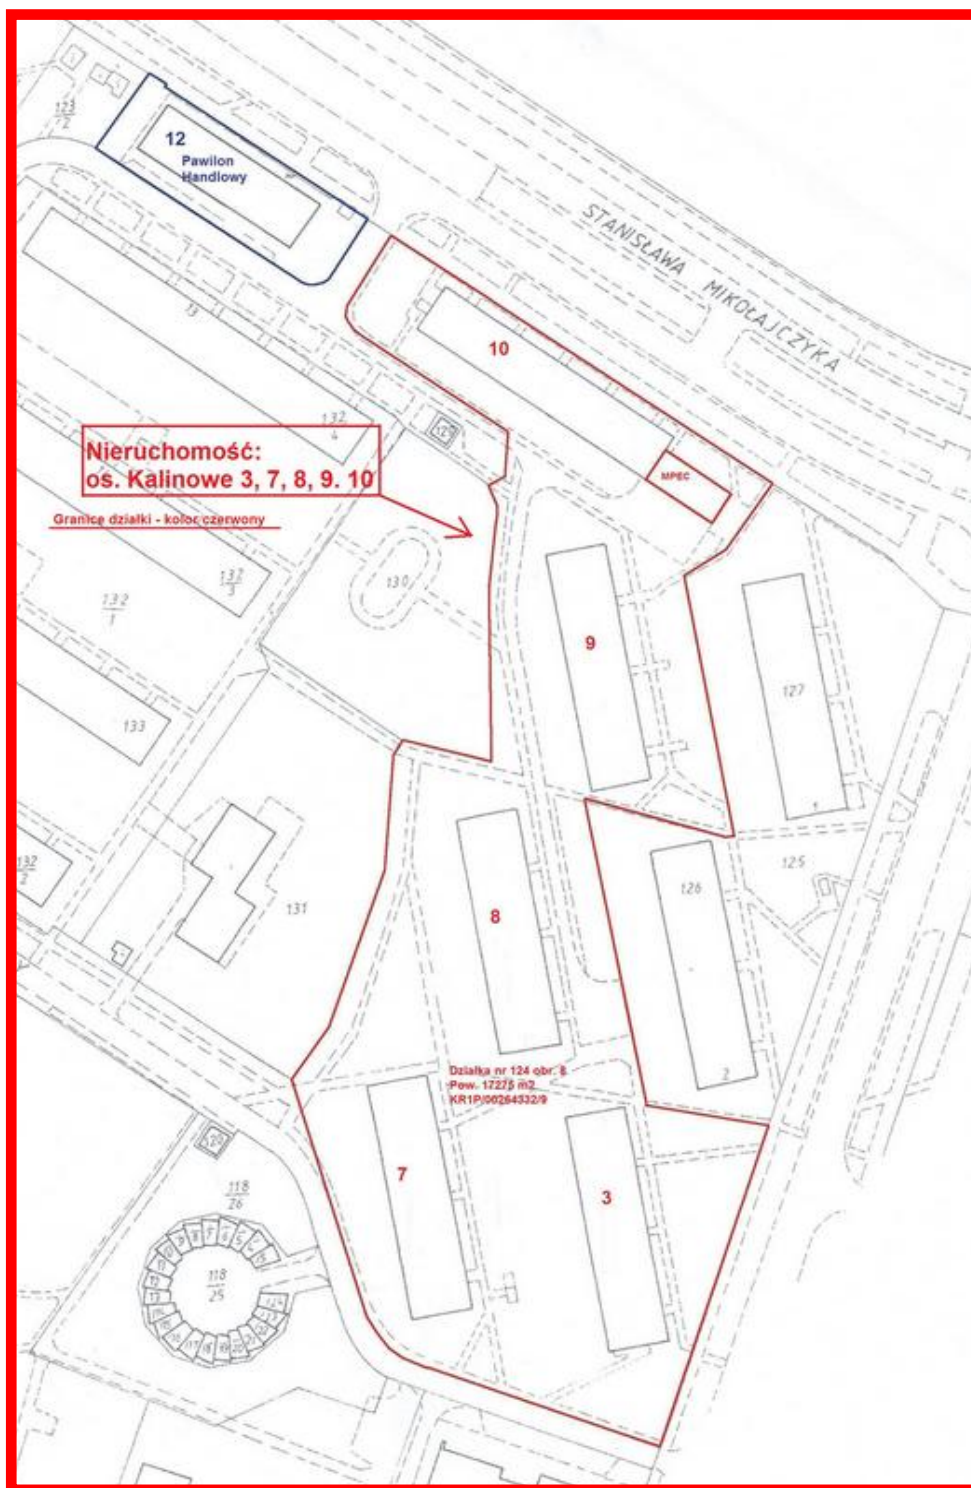 123
2
12
Pawilon
Handlowy
STANISŁAWA MIKOŁAJCZYKA
13
10
132
4
Nieruchomość:
os. Kalinowe 3, 7, 8, 9. 10
MPEC
Granice działki - kolor czerwony
130
132
3
132
1
9
127
133
132
2
126
125
131
8
2
Działka nr 124 obr. 8
Pow. 17275 m2
KR1P/00264332/9
7
3
118
26
118
25